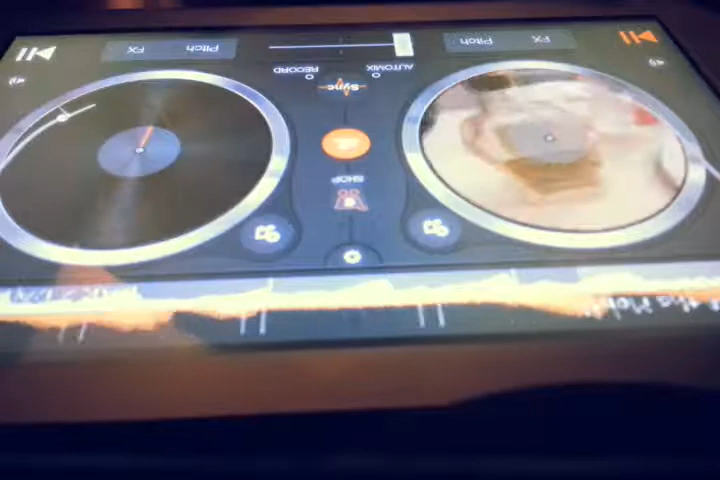 FX Pitch
Pitch FX
AUTOMIX
RECORD
Sync
SHOP